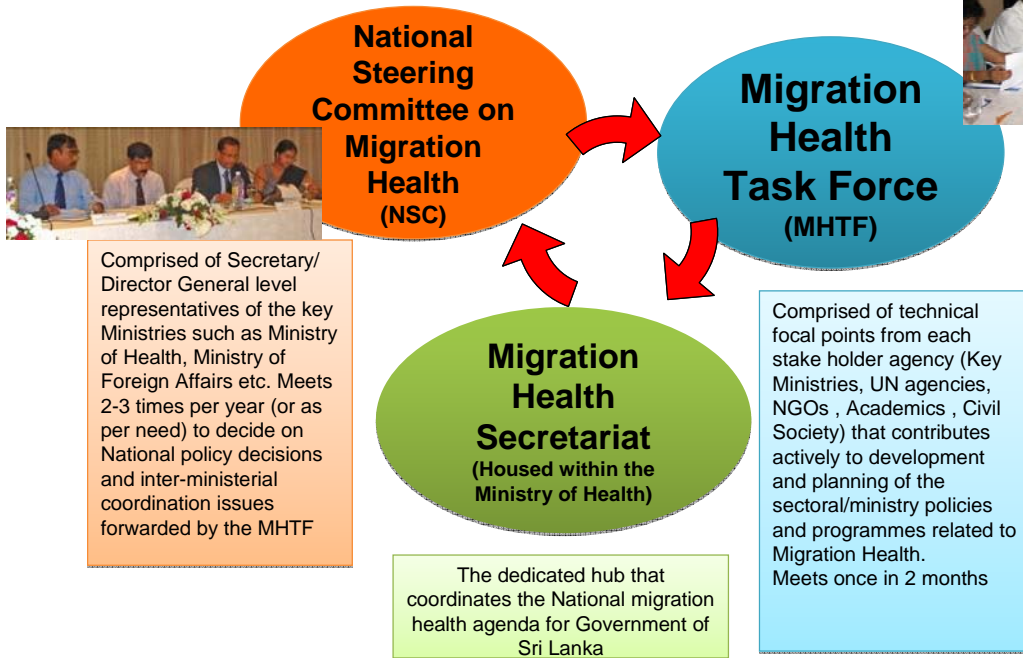 National
Steering
Committee on
Migration
Health
(NSC)
Migration
Health
Task Force
(MHTF)
Comprised of Secretary/
Director General level
representatives of the key
Ministries such as Ministry
of Health, Ministry of
Foreign Affairs etc. Meets
2-3 times per year (or as
per need) to decide on
National policy decisions
and inter-ministerial
coordination issues
forwarded by the MHTF
Migration
Health
Secretariat
(Housed within the
Ministry of Health)
Comprised of technical
focal points from each
stake holder agency (Key
Ministries, UN agencies,
NGOs , Academics , Civil
Society) that contributes
actively to development
and planning of the
sectoral/ministry policies
and programmes related to
Migration Health.
Meets once in 2 months
The dedicated hub that
coordinates the National migration
health agenda for Government of
Sri Lanka